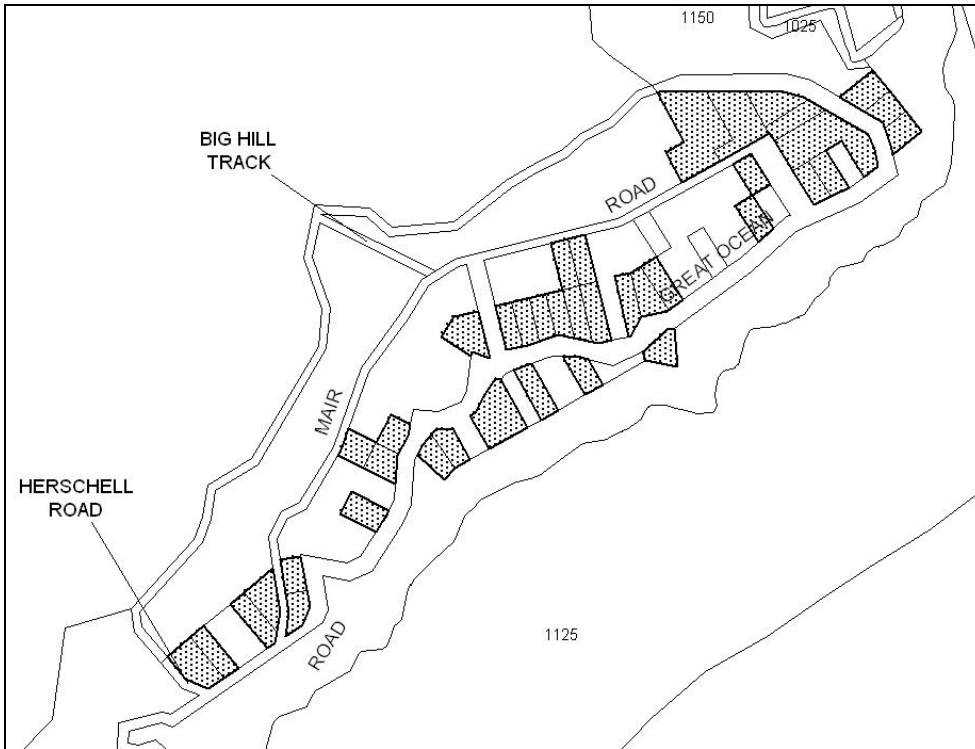 1150
1025
BIG HILL
TRACK
ROAD
GREAT OCEAN
MAIR
HERSCHELL
ROAD
ROAD
1125